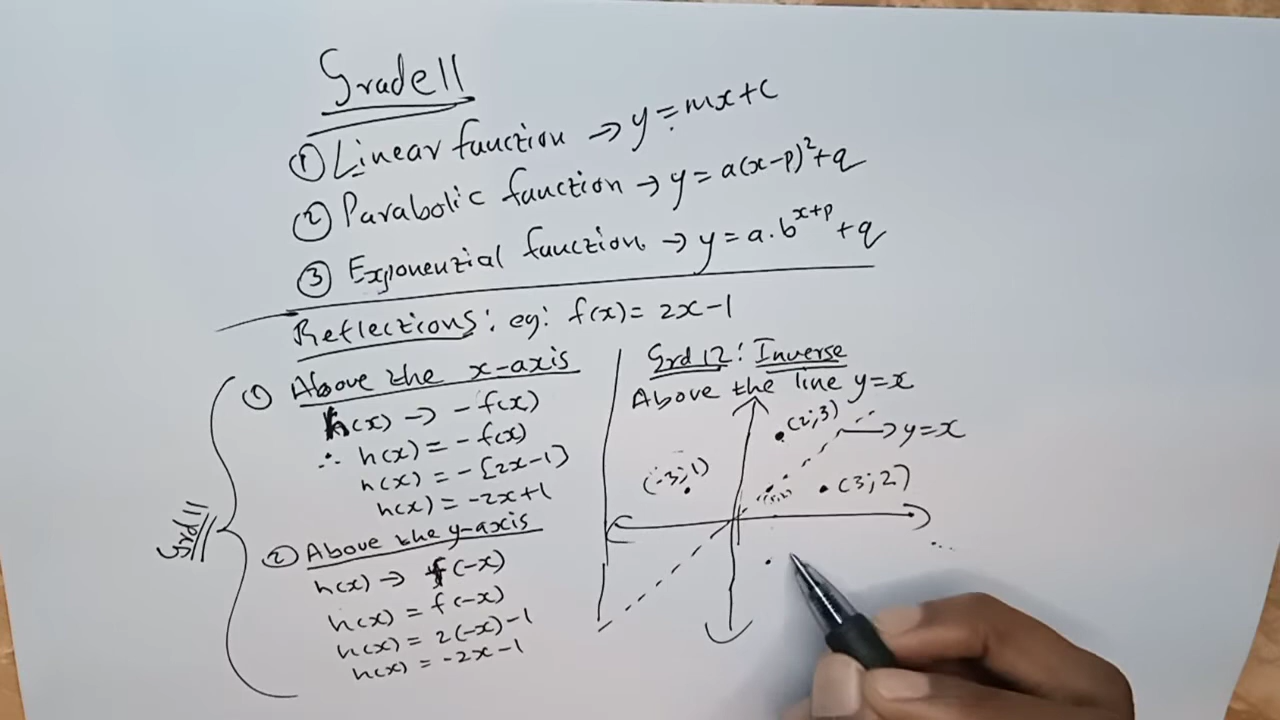 Grade 11
① Linear function → y = mx+c
② Parabolic function → y = a(x-p)²+q
③ Exponential function → y = a.b^{x+p}+q
Reflections: eg: f(x) = 2x-1
① Above the x-axis
h(x) → -f(x)
∴ h(x) = -f(x)
h(x) = -[2x-1]
h(x) = -2x+1
② Above the y-axis
h(x) → f(-x)
h(x) = f(-x)
h(x) = 2(-x)-1
h(x) = -2x-1
Grd 11
Grd 12: Inverse
Above the line y=x
(2;3)
→ y=x
(-3;1)
(3;2)